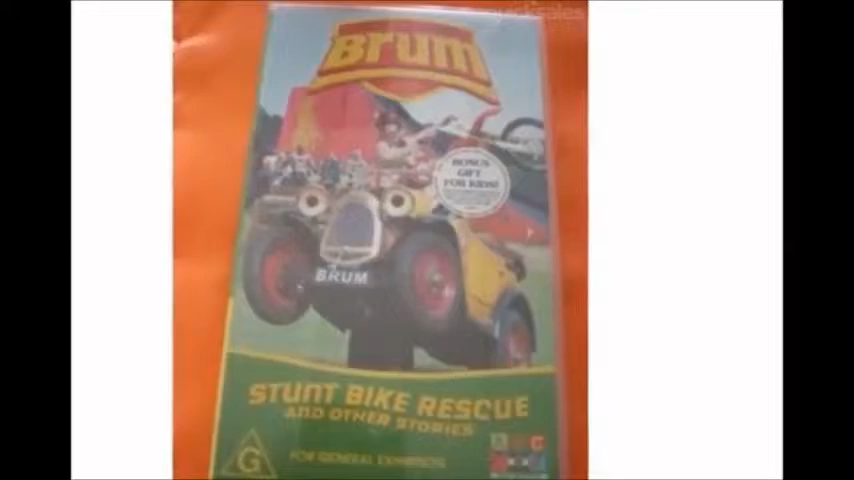 Brum
BONUS
GIFT
FOR KIDS!
BRUM
STUNT BIKE RESCUE
AND OTHER STORIES
G
FOR GENERAL EXHIBITION